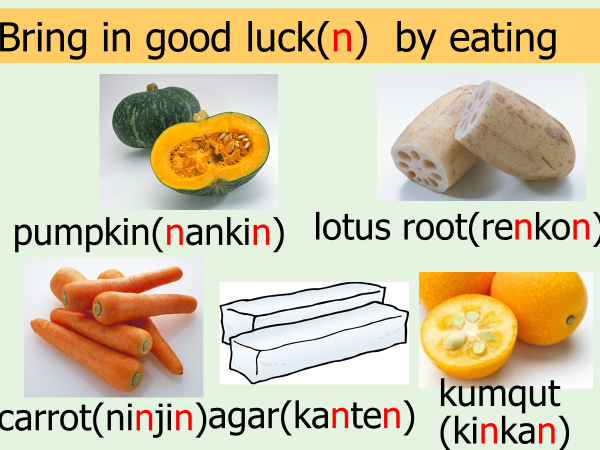 Bring in good luck(n) by eating
pumpkin(nankin)
lotus root(renkon)
carrot(ninjin)
agar(kanten)
kumqut
(kinkan)